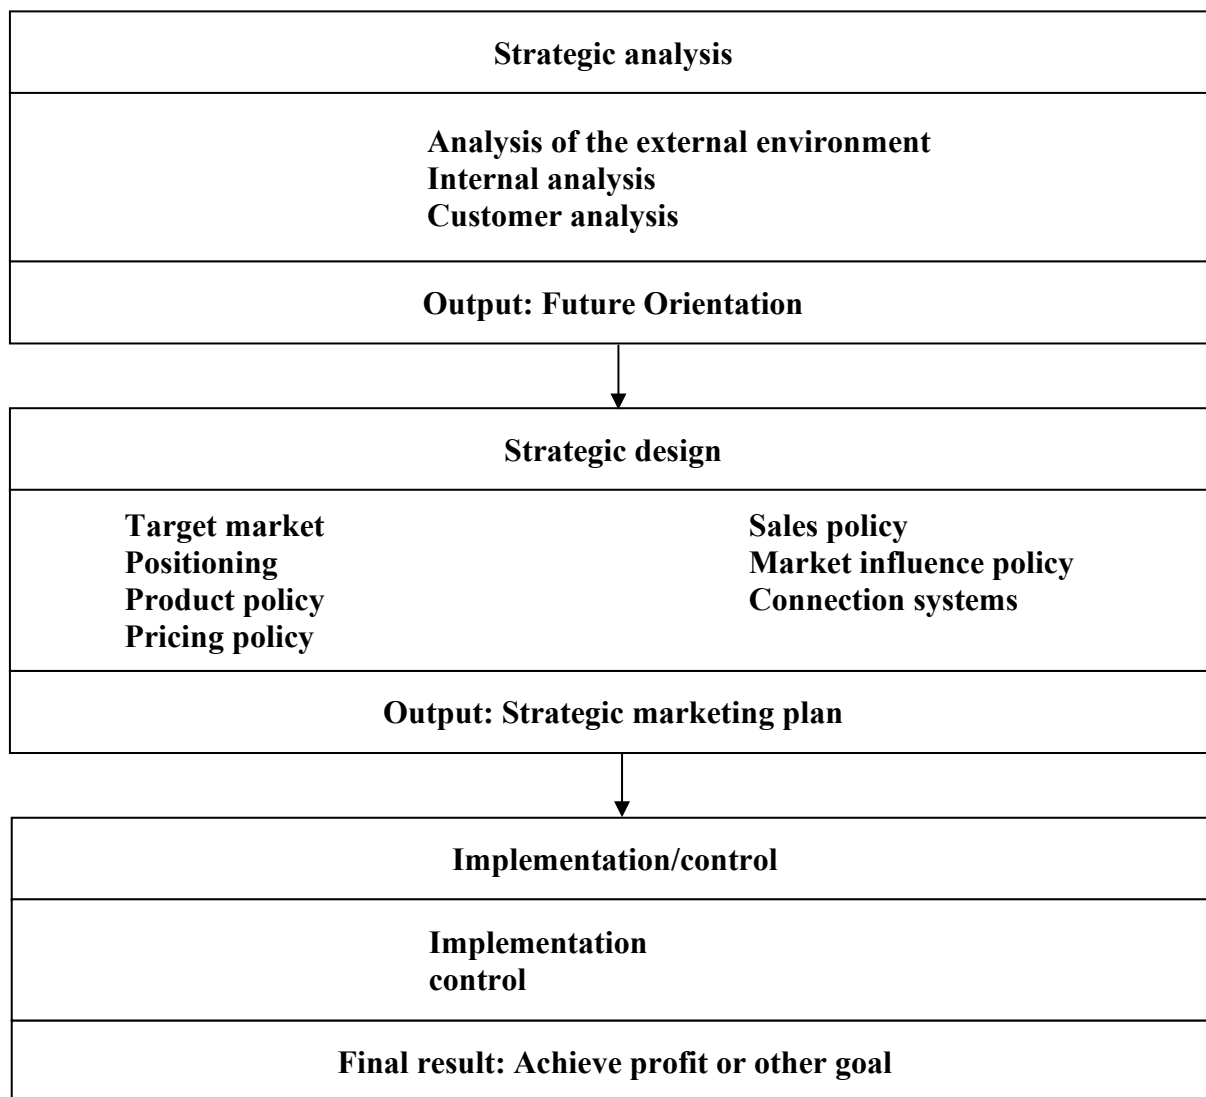 Strategic analysis
Analysis of the external environment
Internal analysis
Customer analysis
Output: Future Orientation
Strategic design
Target market
Positioning
Product policy
Pricing policy
Sales policy
Market influence policy
Connection systems
Output: Strategic marketing plan
Implementation/control
Implementation
control
Final result: Achieve profit or other goal